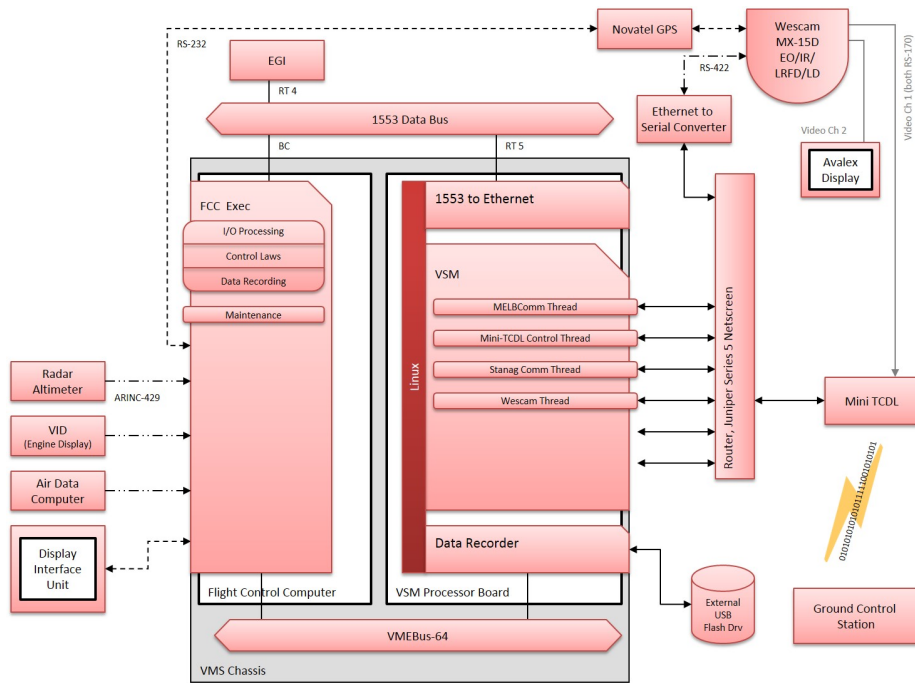 RS-232
Novatel GPS
Wescam
MX-15D
EO/IR/
LRFD/LD
EGI
RS-422
RT 4
Video Ch 1 (both RS-170)
1553 Data Bus
Ethernet to
Serial Converter
Video Ch 2
BC
RT 5
Avalex
Display
FCC Exec
1553 to Ethernet
I/O Processing
Control Laws
Data Recording
VSM
Maintenance
MELBComm Thread
Mini-TCDL Control Thread
Stanag Comm Thread
Wescam Thread
Linux
Router, Juniper Series 5 Netscreen
Radar
Altimeter
ARINC-429
Mini TCDL
VID
(Engine Display)
Air Data
Computer
Display
Interface
Unit
Data Recorder
Flight Control Computer
VSM Processor Board
External
USB
Flash Drv
Ground Control
Station
VMEBus-64
VMS Chassis